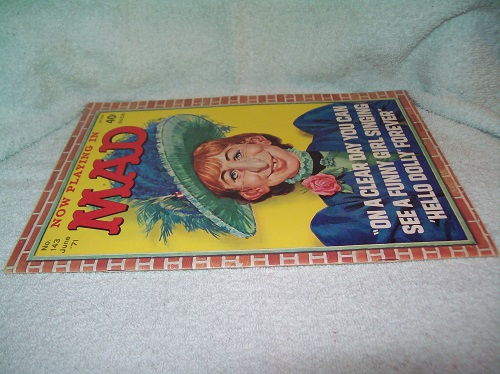 NOW PLAYING IN
MAD
No.
143
June '71
40
"ON A CLEAR DAY YOU CAN
SEE A FUNNY GIRL SINGING
'HELLO DOLLY' FOREVER"